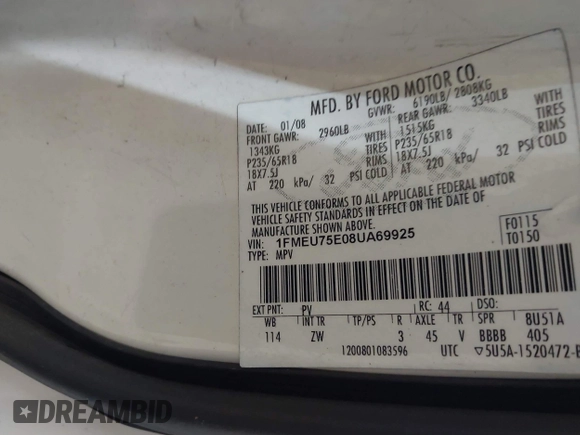 MFD. BY FORD MOTOR CO.
DATE: 01/08 GVWR: 6190LB/ 2808KG
FRONT GAWR: 2960LB REAR GAWR: 3340LB
1343KG WITH 1515KG WITH
P235/65R18 TIRES P235/65R18 TIRES
18X7.5J RIMS 18X7.5J RIMS
AT 220 kPa/ 32 PSI COLD AT 220 kPa/ 32 PSI COLD
THIS VEHICLE CONFORMS TO ALL APPLICABLE FEDERAL MOTOR
VEHICLE SAFETY STANDARDS IN EFFECT ON THE DATE OF
MANUFACTURE SHOWN ABOVE.
VIN: 1FMEU75E08UA69925
TYPE: MPV
F0115
T0150
EXT PNT: PV RC: 44 DSO:
WB INT TR TP/PS R AXLE TR SPR 8U51A
114 ZW 3 45 V BBBB 405
1200801083596 UTC ▽5U5A-1520472-B
DREAMBID